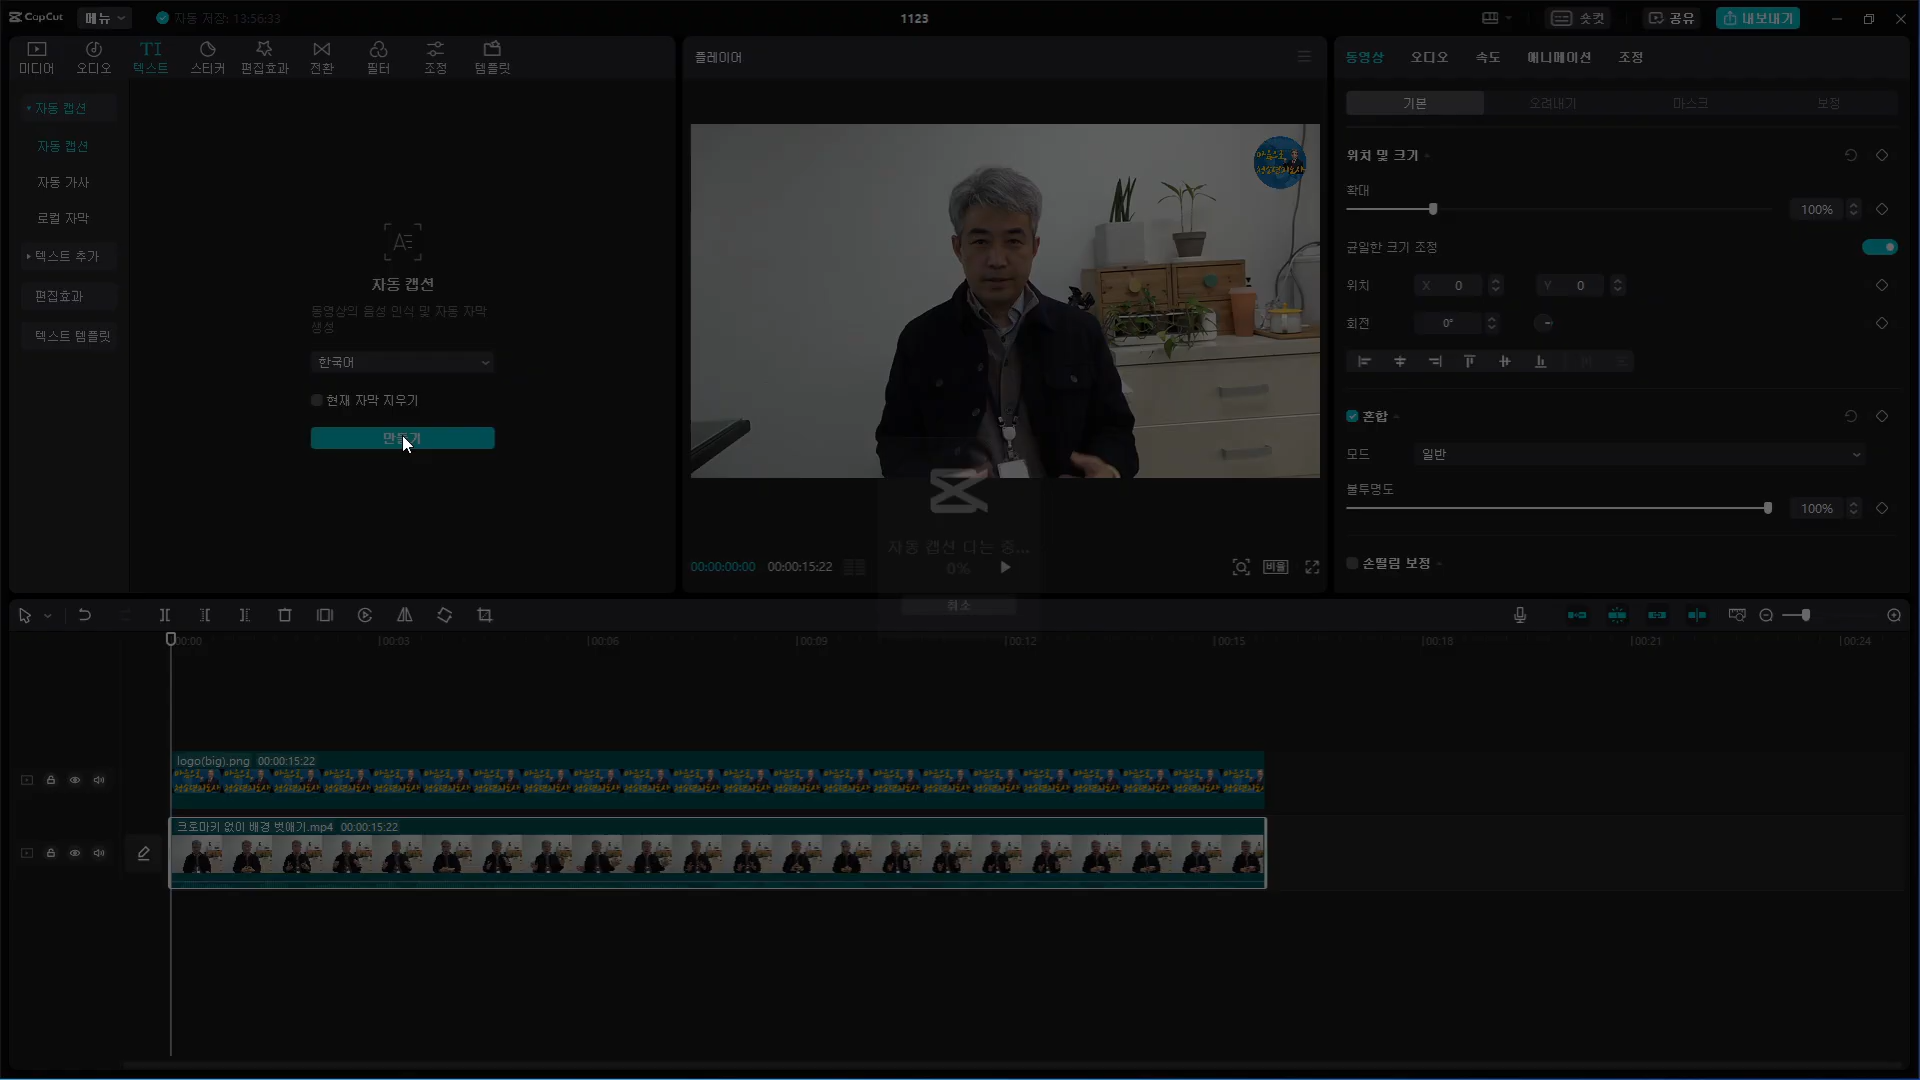 CapCut
메뉴
자동 저장: 13:56:33
1123
숏컷
공유
내보내기
미디어
오디오
텍스트
스티커
편집효과
전환
필터
조정
템플릿
자동 캡션
자동 캡션
자동 가사
로컬 자막
텍스트 추가
편집효과
텍스트 템플릿
자동 캡션
동영상의 음성 인식 및 자동 자막
생성
한국어
현재 자막 지우기
만들기
플레이어
자동 캡션 다는 중...
0%
취소
00:00:00:00
00:00:15:22
비율
동영상
오디오
속도
애니메이션
조정
기본
오려내기
마스크
보정
위치 및 크기
확대
100%
균일한 크기 조정
위치
X 0
Y 0
회전
0°
혼합
모드
일반
불투명도
100%
손떨림 보정
00:00
00:03
00:06
00:09
00:12
00:15
00:18
00:21
00:24
logo(big).png 00:00:15:22
크로마키 없이 배경 벗애기.mp4 00:00:15:22